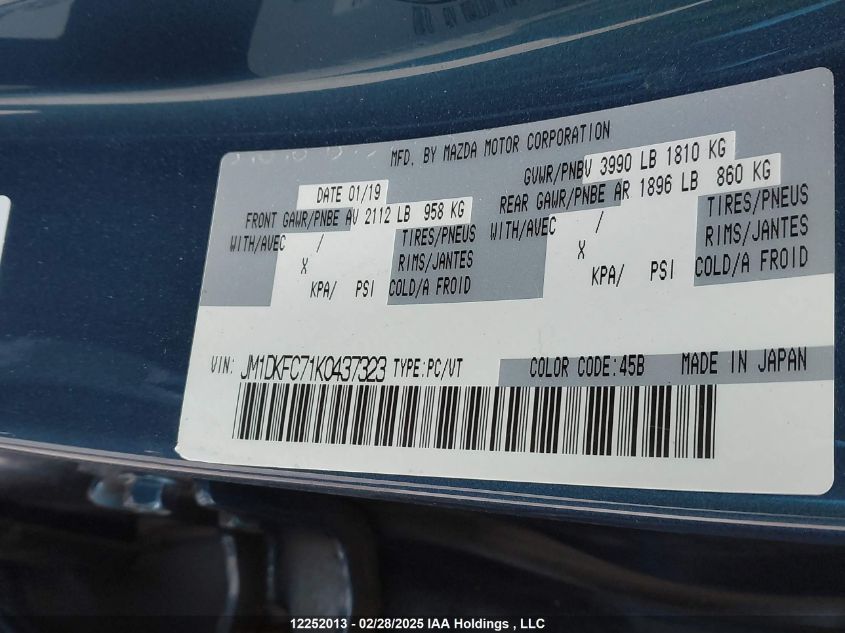 MFD. BY MAZDA MOTOR CORPORATION
DATE 01/19 GVWR/PNBV 3990 LB 1810 KG
FRONT GAWR/PNBE AV 2112 LB 958 KG REAR GAWR/PNBE AR 1896 LB 860 KG
WITH/AVEC / TIRES/PNEUS WITH/AVEC / TIRES/PNEUS
X RIMS/JANTES X RIMS/JANTES
KPA/ PSI COLD/A FROID KPA/ PSI COLD/A FROID
VIN: JM1DKFC71K0437323 TYPE:PC/VT COLOR CODE:45B MADE IN JAPAN
12252013 - 02/28/2025 IAA Holdings , LLC